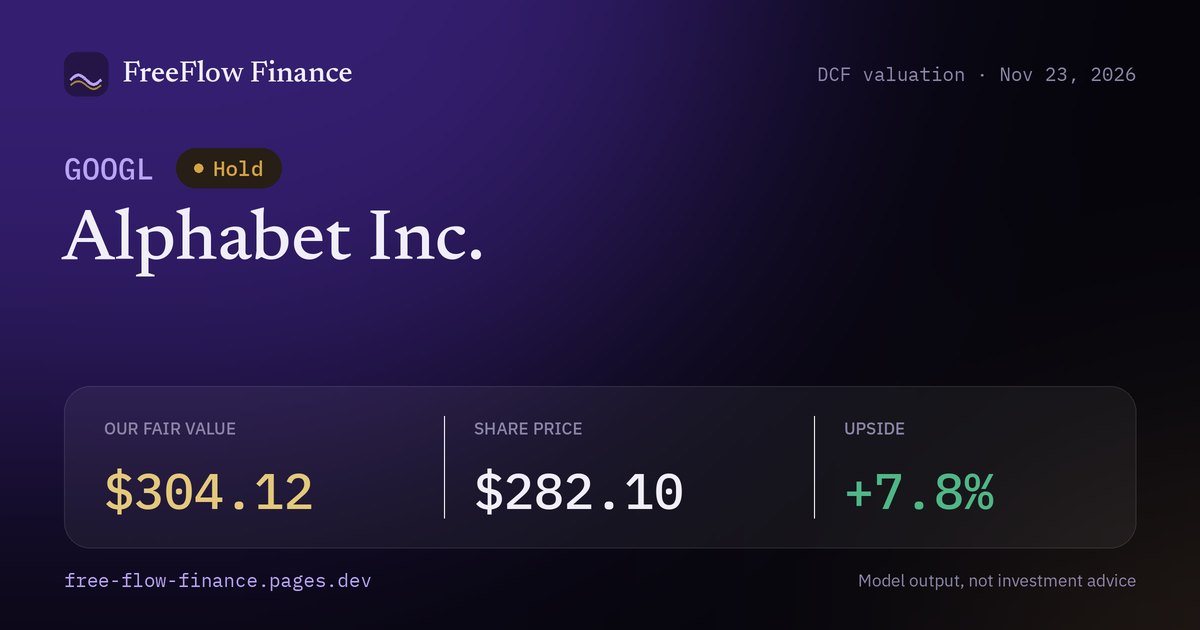 FreeFlow Finance
DCF valuation · Nov 23, 2026
GOOGL
Hold
Alphabet Inc.
OUR FAIR VALUE
$304.12
SHARE PRICE
$282.10
UPSIDE
+7.8%
free-flow-finance.pages.dev
Model output, not investment advice